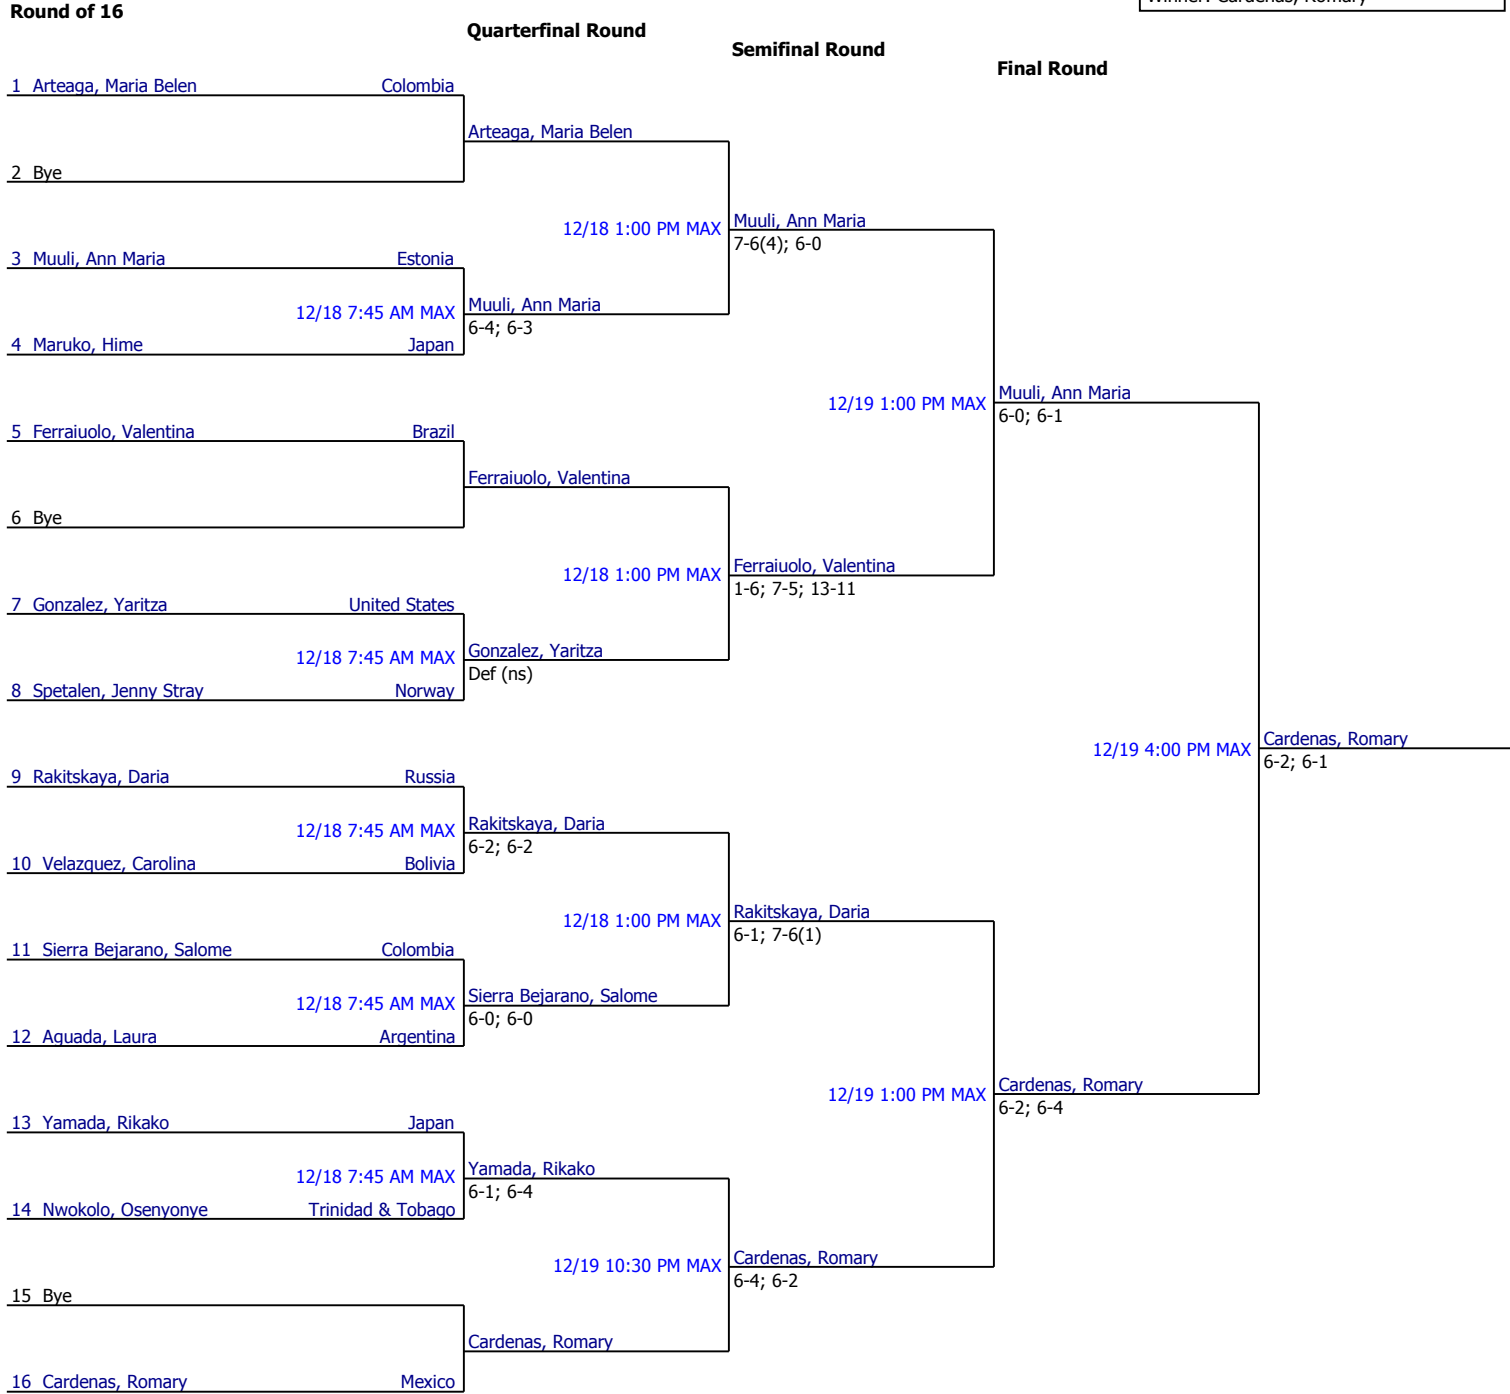 Winner: Cardenas, Romary
Round of 16
Quarterfinal Round
Semifinal Round
Final Round
1 Arteaga, Maria Belen Colombia
Arteaga, Maria Belen
2 Bye
12/18 1:00 PM MAX Muuli, Ann Maria
7-6(4); 6-0
3 Muuli, Ann Maria Estonia
12/18 7:45 AM MAX Muuli, Ann Maria
6-4; 6-3
4 Maruko, Hime Japan
12/19 1:00 PM MAX Muuli, Ann Maria
6-0; 6-1
5 Ferraiuolo, Valentina Brazil
Ferraiuolo, Valentina
6 Bye
12/18 1:00 PM MAX Ferraiuolo, Valentina
1-6; 7-5; 13-11
7 Gonzalez, Yaritza United States
12/18 7:45 AM MAX Gonzalez, Yaritza
Def (ns)
8 Spetalen, Jenny Stray Norway
12/19 4:00 PM MAX Cardenas, Romary
6-2; 6-1
9 Rakitskaya, Daria Russia
12/18 7:45 AM MAX Rakitskaya, Daria
6-2; 6-2
10 Velazquez, Carolina Bolivia
12/18 1:00 PM MAX Rakitskaya, Daria
6-1; 7-6(1)
11 Sierra Bejarano, Salome Colombia
12/18 7:45 AM MAX Sierra Bejarano, Salome
6-0; 6-0
12 Aguada, Laura Argentina
12/19 1:00 PM MAX Cardenas, Romary
6-2; 6-4
13 Yamada, Rikako Japan
12/18 7:45 AM MAX Yamada, Rikako
6-1; 6-4
14 Nwokolo, Osenyonye Trinidad & Tobago
12/19 10:30 PM MAX Cardenas, Romary
6-4; 6-2
15 Bye
Cardenas, Romary
16 Cardenas, Romary Mexico